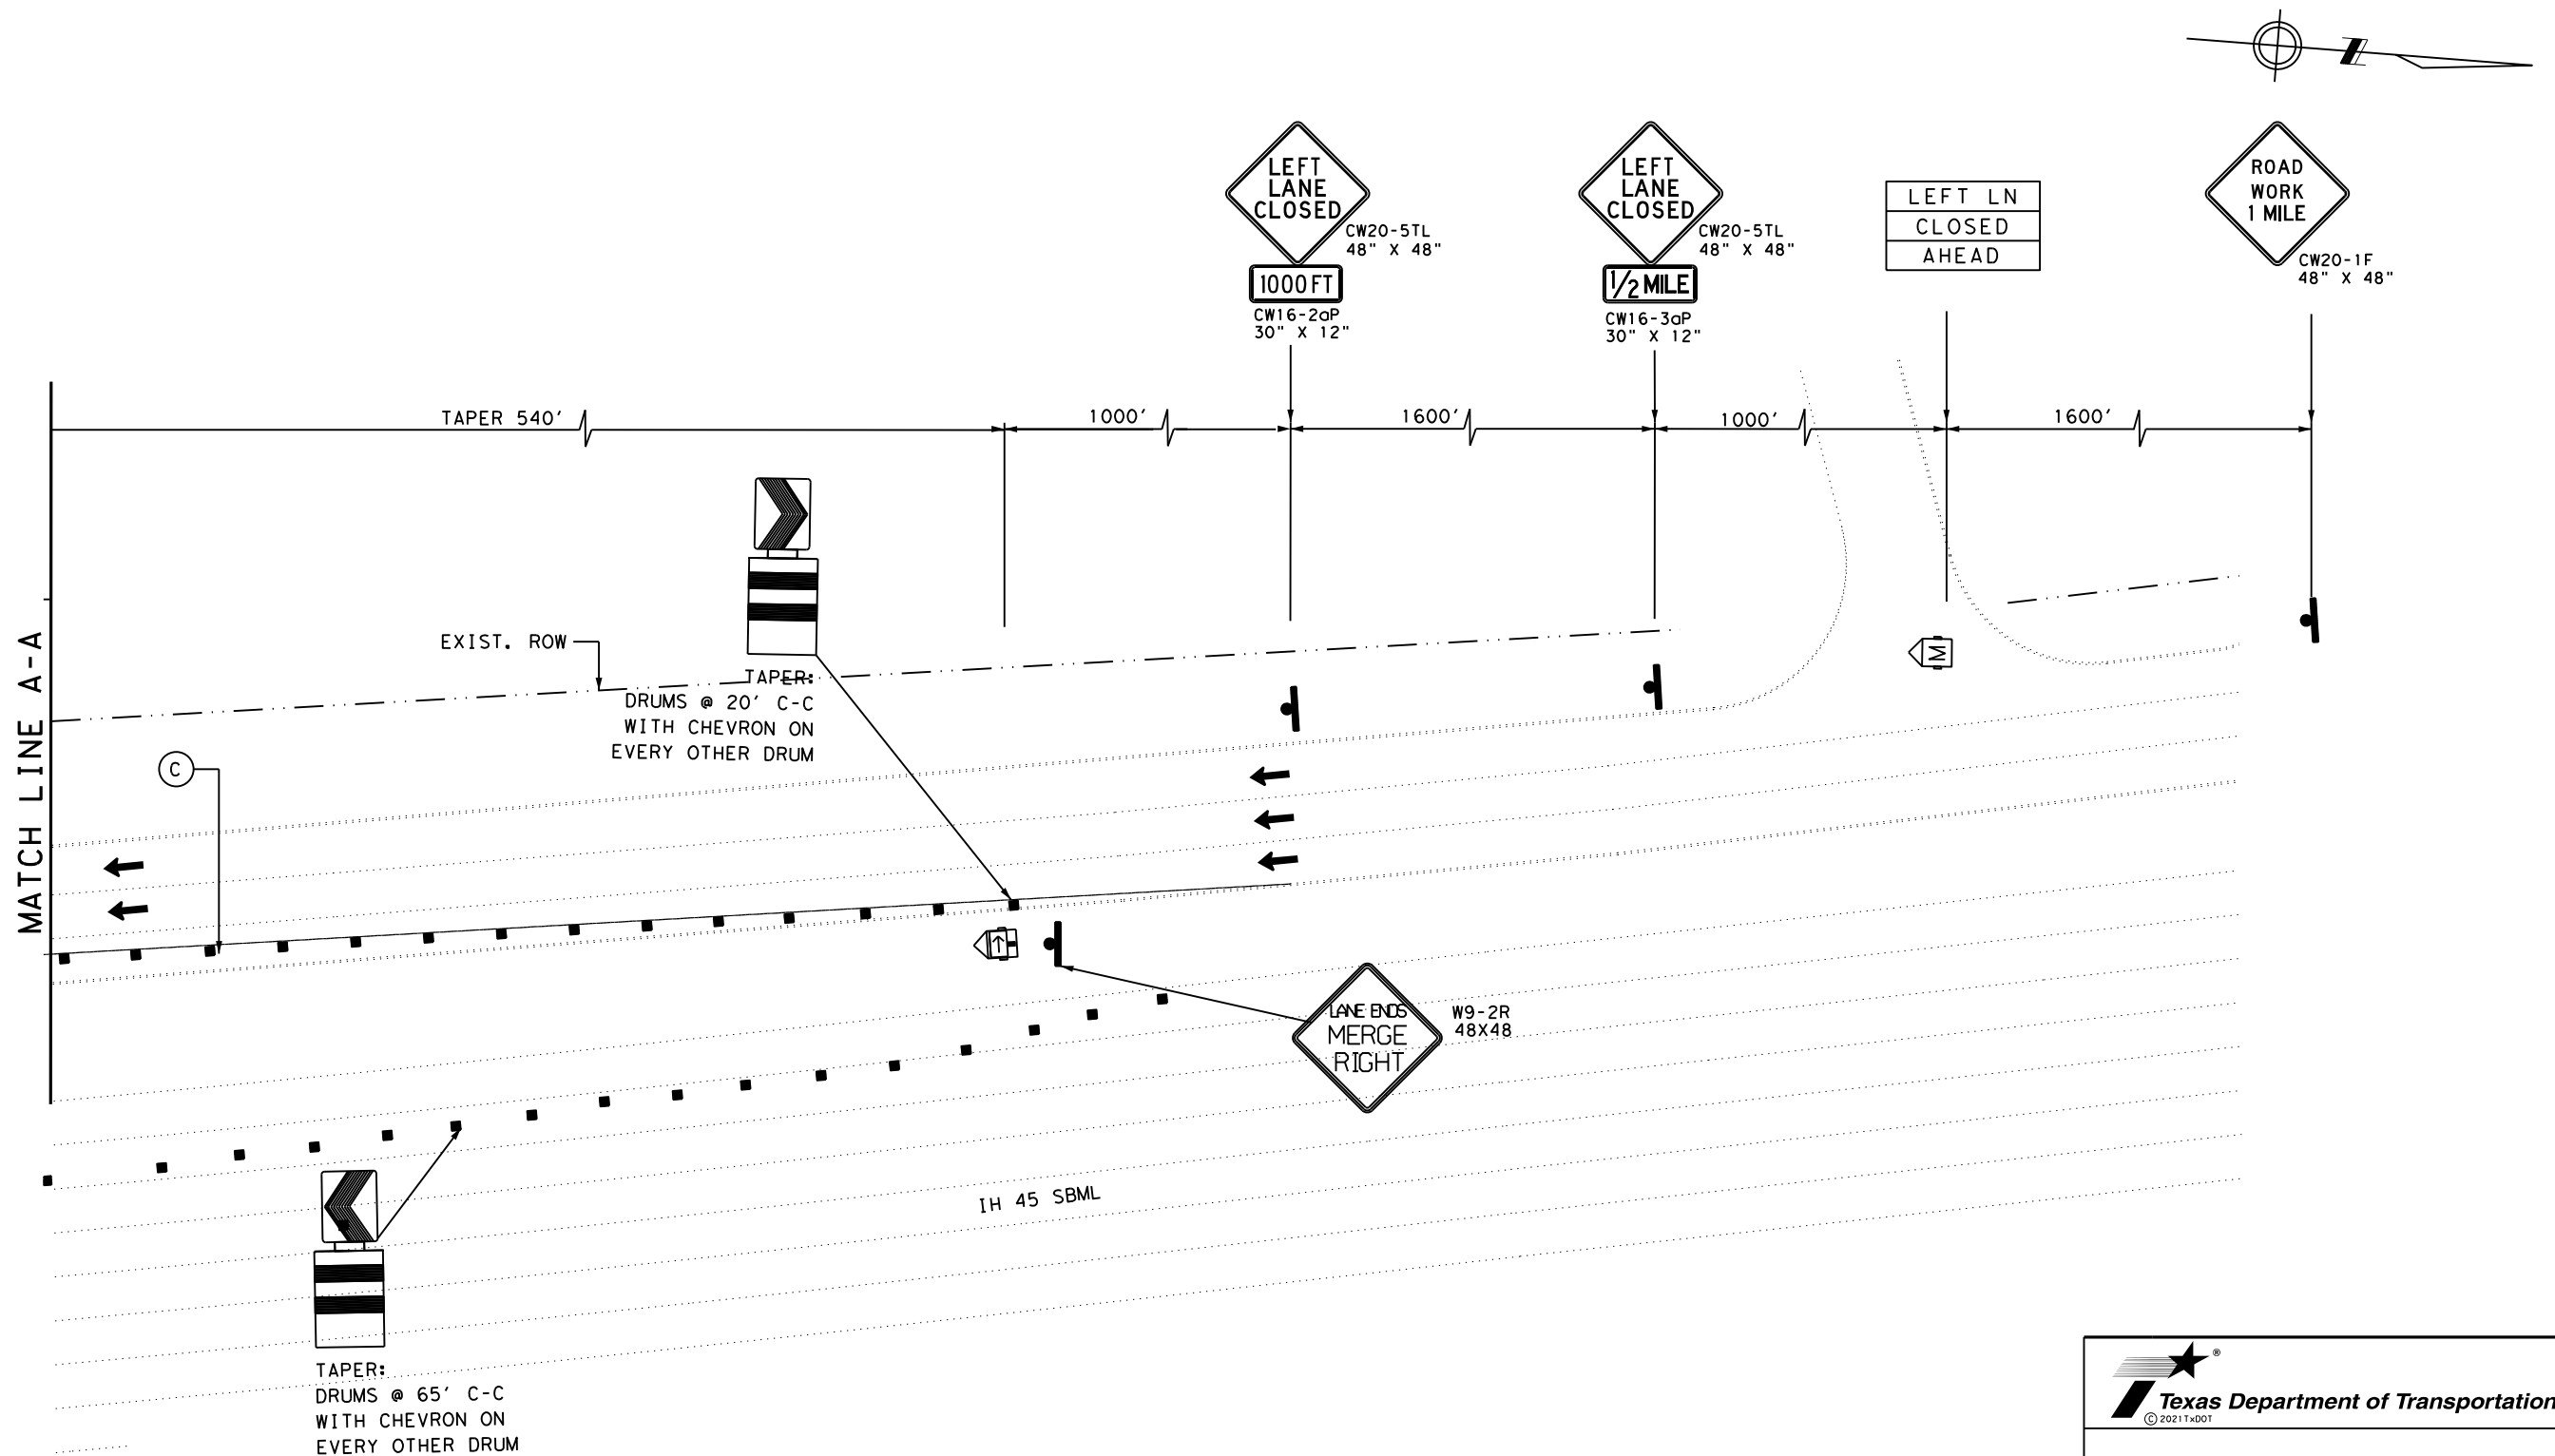 LEFT
LANE
CLOSED
CW20-5TL
48" X 48"
1000 FT
CW16-2aP
30" X 12"
LEFT
LANE
CLOSED
CW20-5TL
48" X 48"
1/2 MILE
CW16-3aP
30" X 12"
LEFT LN
CLOSED
AHEAD
ROAD
WORK
1 MILE
CW20-1F
48" X 48"
TAPER 540'
1000'
1600'
1000'
1600'
MATCH LINE A-A
EXIST. ROW
TAPER:
DRUMS @ 20' C-C
WITH CHEVRON ON
EVERY OTHER DRUM
C
M
LANE ENDS
MERGE
RIGHT
W9-2R
48X48
IH 45 SBML
TAPER:
DRUMS @ 65' C-C
WITH CHEVRON ON
EVERY OTHER DRUM
®
Texas Department of Transportation
© 2021 TxDOT